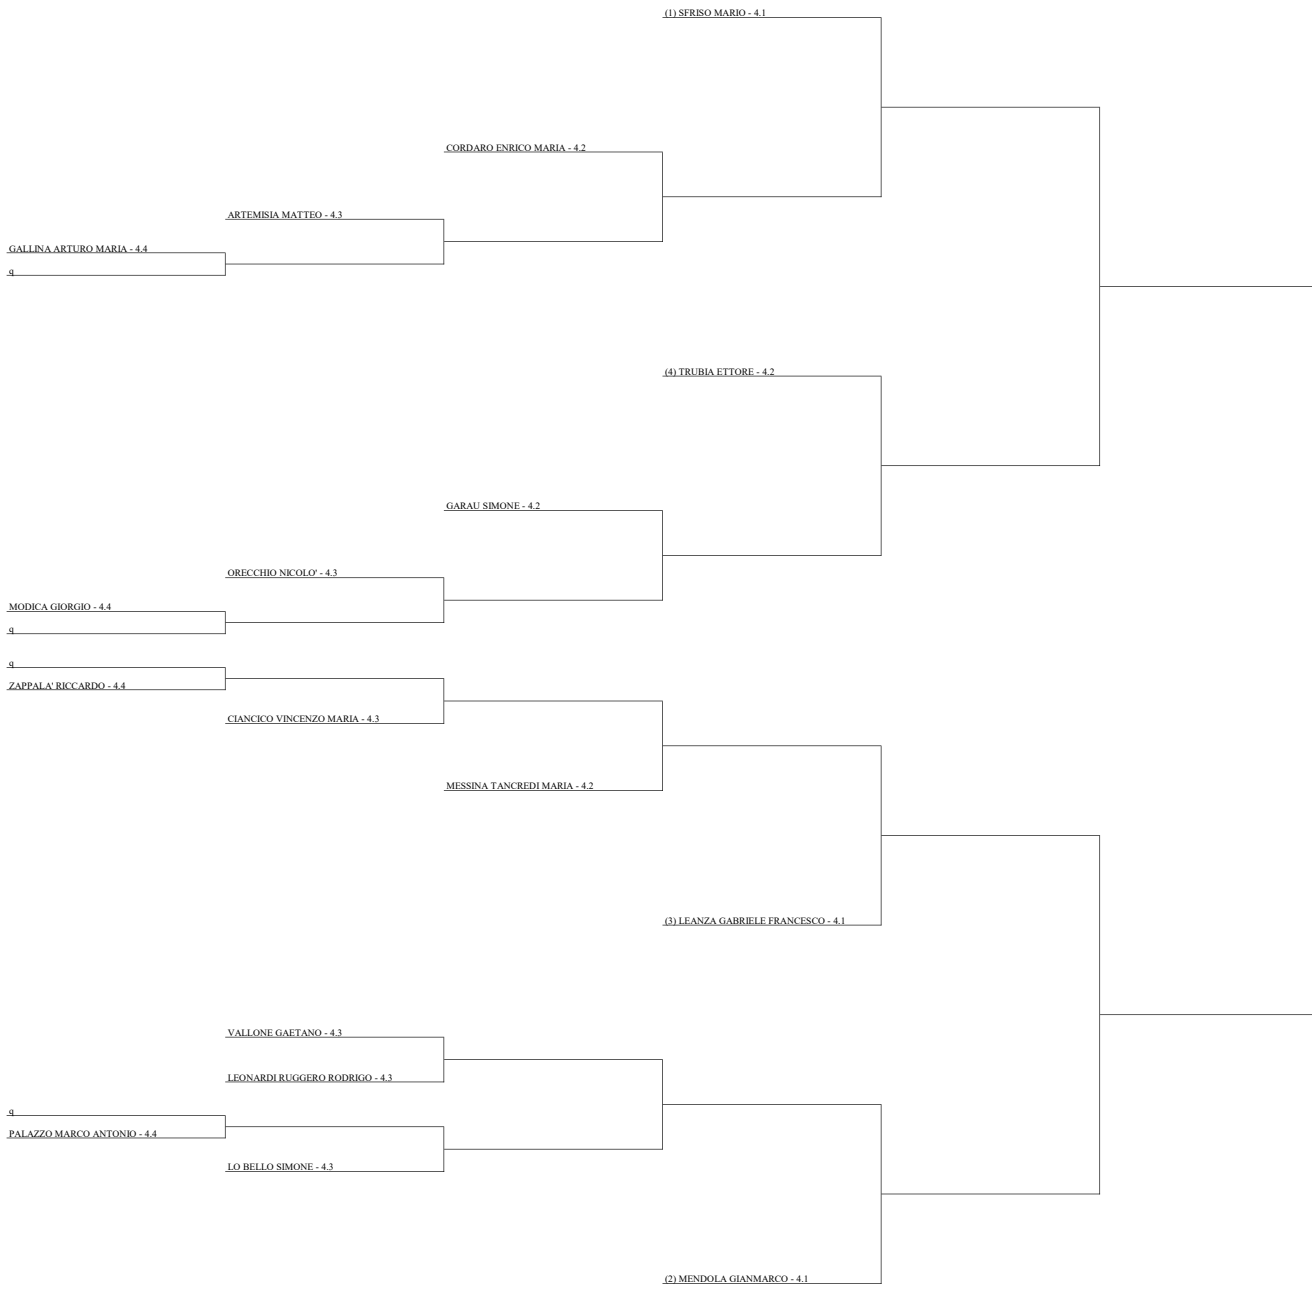 (1) SFRISO MARIO - 4.1
CORDARO ENRICO MARIA - 4.2
ARTEMISIA MATTEO - 4.3
GALLINA ARTURO MARIA - 4.4
q
(4) TRUBIA ETTORE - 4.2
GARAU SIMONE - 4.2
ORECCHIO NICOLO' - 4.3
MODICA GIORGIO - 4.4
q
q
ZAPPALA' RICCARDO - 4.4
CIANCICO VINCENZO MARIA - 4.3
MESSINA TANCREDI MARIA - 4.2
(3) LEANZA GABRIELE FRANCESCO - 4.1
VALLONE GAETANO - 4.3
LEONARDI RUGGERO RODRIGO - 4.3
q
PALAZZO MARCO ANTONIO - 4.4
LO BELLO SIMONE - 4.3
(2) MENDOLA GIANMARCO - 4.1